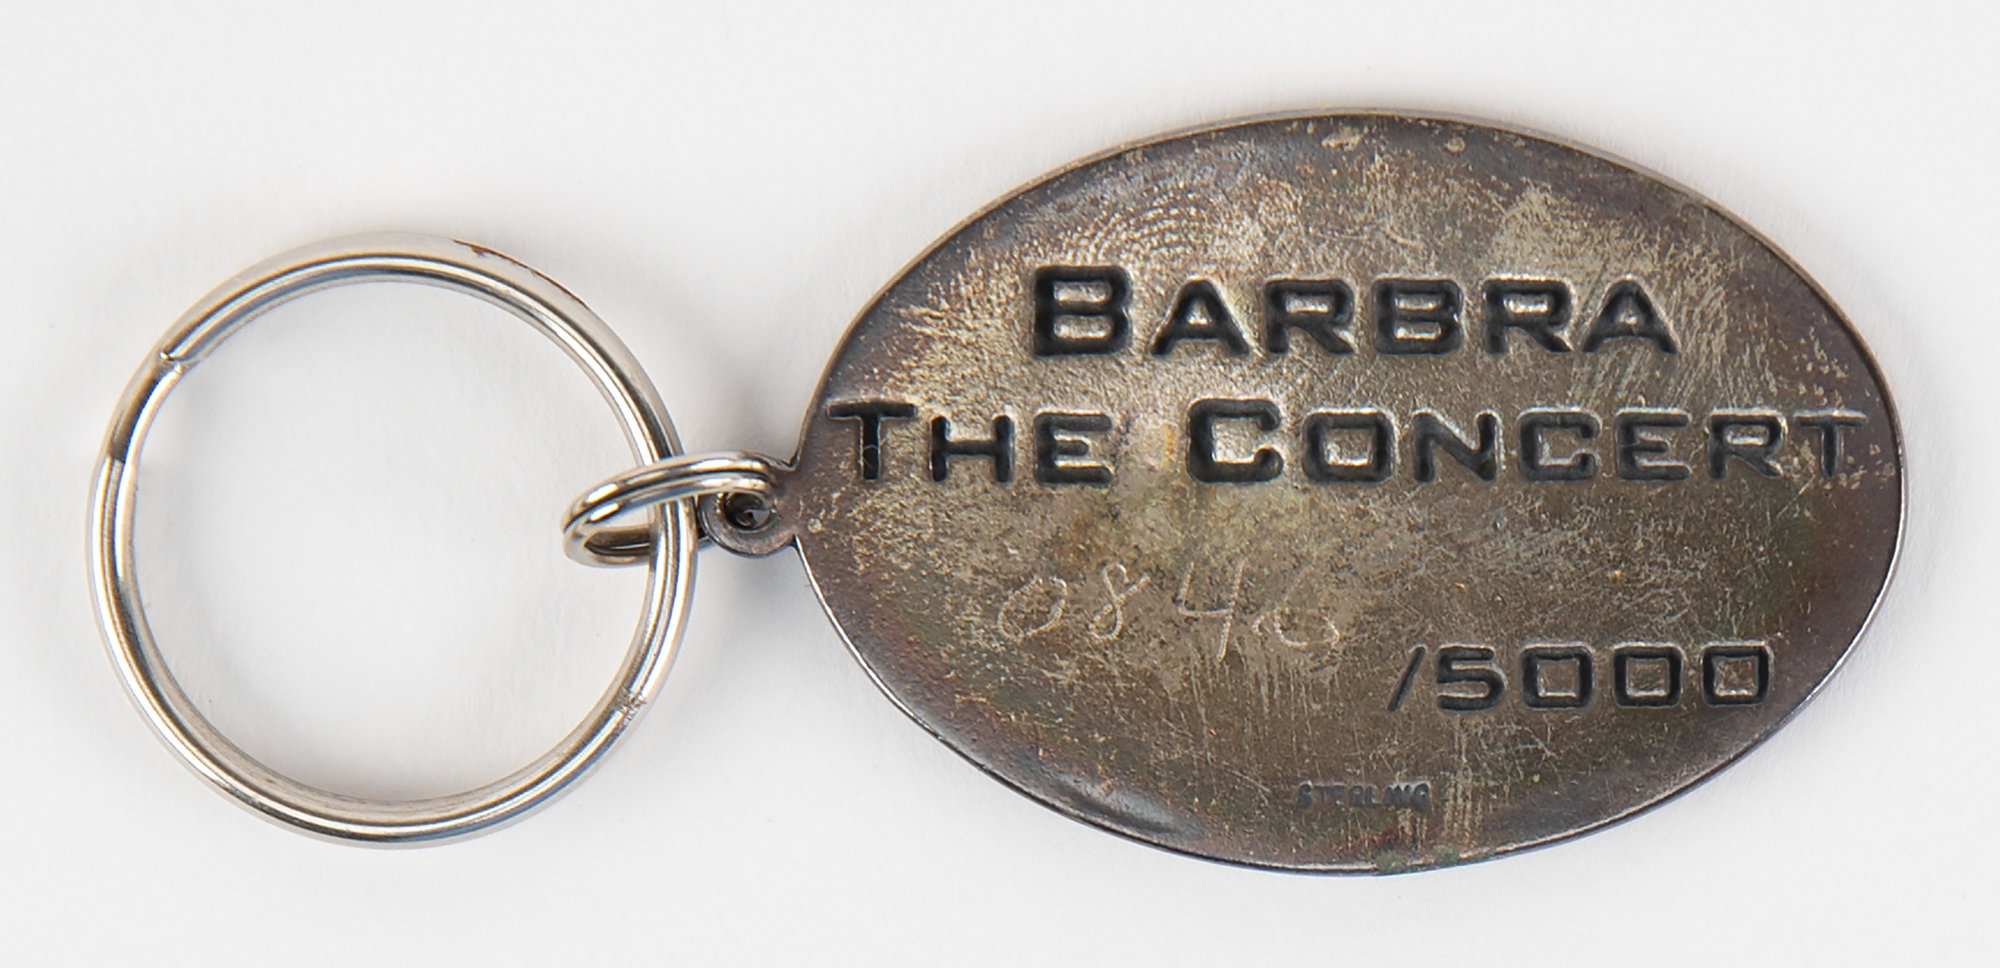 BARBRA
THE CONCERT
0846
/5000
STERLING